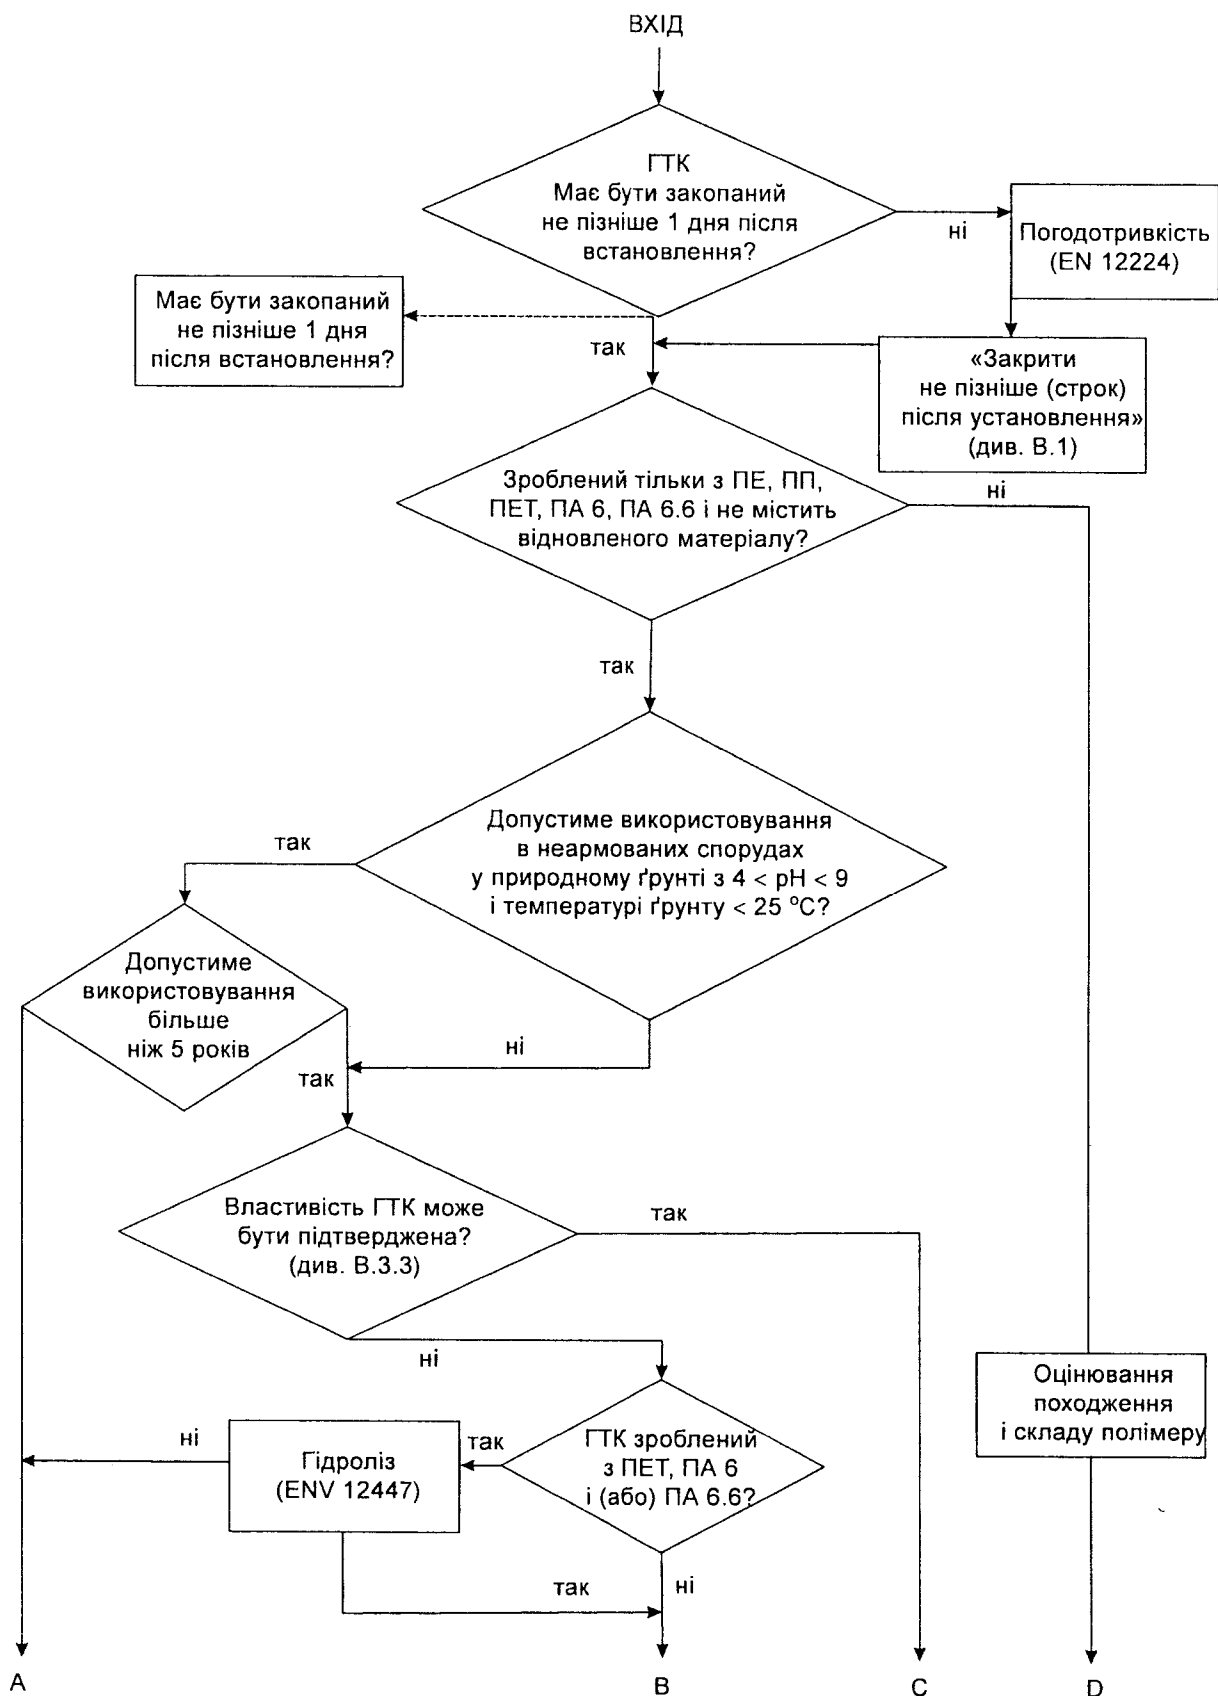 ВХІД
ГТК
Має бути закопаний
не пізніше 1 дня після
встановлення?
ні
Погодотривкість
(EN 12224)
Має бути закопаний
не пізніше 1 дня
після встановлення?
так
«Закрити
не пізніше (строк)
після установлення»
(див. В.1)
Зроблений тільки з ПЕ, ПП,
ПЕТ, ПА 6, ПА 6.6 і не містить
відновленого матеріалу?
ні
так
Допустиме використовування
в неармованих спорудах
у природному ґрунті з 4 < pH < 9
і температурі ґрунту < 25 °С?
так
Допустиме
використовування
більше
ніж 5 років
ні
так
Властивість ГТК може
бути підтверджена?
(див. В.3.3)
так
ні
Оцінювання
походження
і складу полімеру
ГТК зроблений
з ПЕТ, ПА 6
і (або) ПА 6.6?
так
Гідроліз
(ENV 12447)
ні
так
ні
A
B
C
D